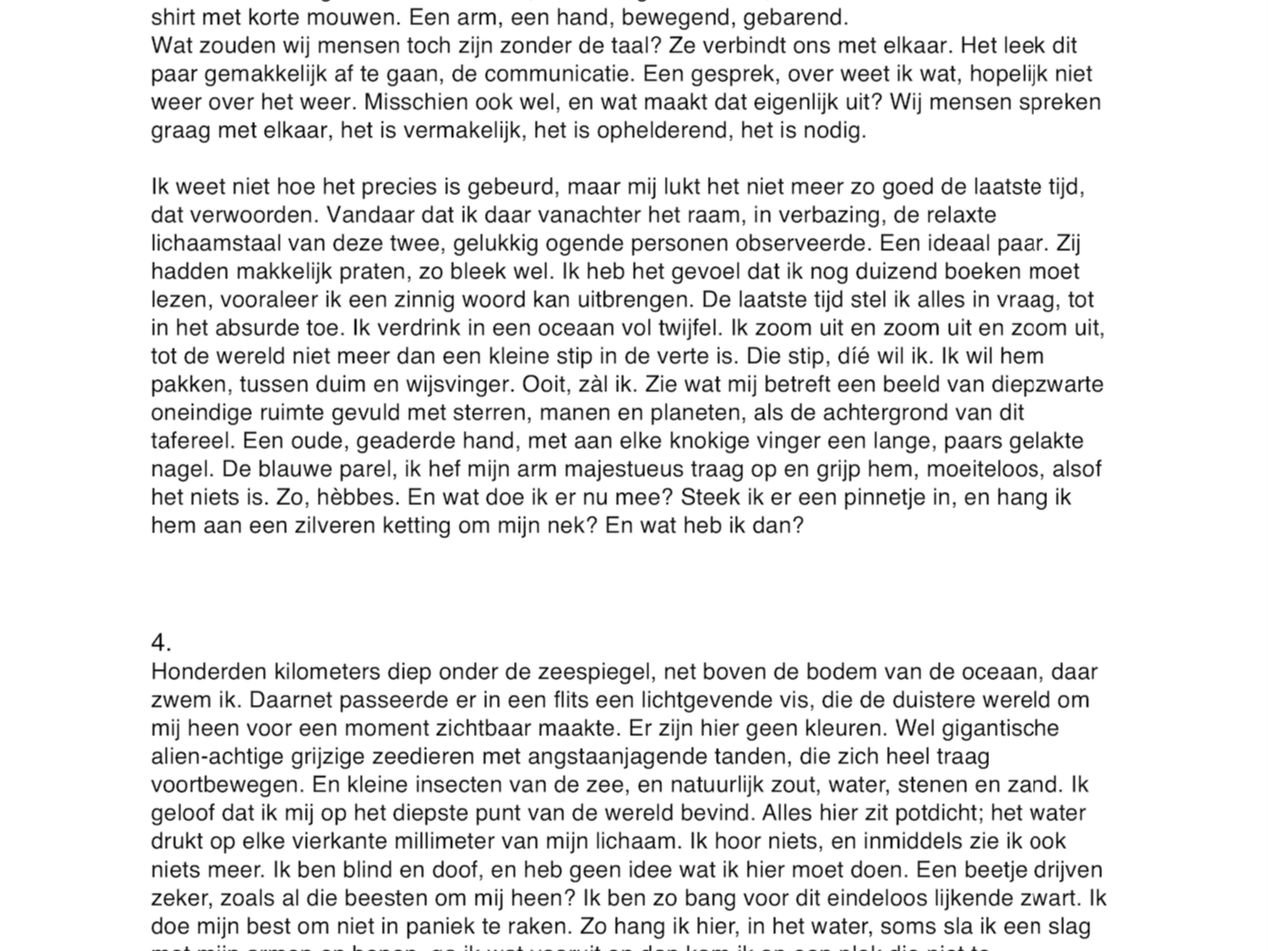 shirt met korte mouwen. Een arm, een hand, bewegend, gebarend.
Wat zouden wij mensen toch zijn zonder de taal? Ze verbindt ons met elkaar. Het leek dit
paar gemakkelijk af te gaan, de communicatie. Een gesprek, over weet ik wat, hopelijk niet
weer over het weer. Misschien ook wel, en wat maakt dat eigenlijk uit? Wij mensen spreken
graag met elkaar, het is vermakelijk, het is ophelderend, het is nodig.
Ik weet niet hoe het precies is gebeurd, maar mij lukt het niet meer zo goed de laatste tijd,
dat verwoorden. Vandaar dat ik daar vanachter het raam, in verbazing, de relaxte
lichaamstaal van deze twee, gelukkig ogende personen observeerde. Een ideaal paar. Zij
hadden makkelijk praten, zo bleek wel. Ik heb het gevoel dat ik nog duizend boeken moet
lezen, vooraleer ik een zinnig woord kan uitbrengen. De laatste tijd stel ik alles in vraag, tot
in het absurde toe. Ik verdrink in een oceaan vol twijfel. Ik zoom uit en zoom uit en zoom uit,
tot de wereld niet meer dan een kleine stip in de verte is. Die stip, díé wil ik. Ik wil hem
pakken, tussen duim en wijsvinger. Ooit, zàl ik. Zie wat mij betreft een beeld van diepzwarte
oneindige ruimte gevuld met sterren, manen en planeten, als de achtergrond van dit
tafereel. Een oude, geaderde hand, met aan elke knokige vinger een lange, paars gelakte
nagel. De blauwe parel, ik hef mijn arm majestueus traag op en grijp hem, moeiteloos, alsof
het niets is. Zo, hèbbes. En wat doe ik er nu mee? Steek ik er een pinnetje in, en hang ik
hem aan een zilveren ketting om mijn nek? En wat heb ik dan?
4.
Honderden kilometers diep onder de zeespiegel, net boven de bodem van de oceaan, daar
zwem ik. Daarnet passeerde er in een flits een lichtgevende vis, die de duistere wereld om
mij heen voor een moment zichtbaar maakte. Er zijn hier geen kleuren. Wel gigantische
alien-achtige grijzige zeedieren met angstaanjagende tanden, die zich heel traag
voortbewegen. En kleine insecten van de zee, en natuurlijk zout, water, stenen en zand. Ik
geloof dat ik mij op het diepste punt van de wereld bevind. Alles hier zit potdicht; het water
drukt op elke vierkante millimeter van mijn lichaam. Ik hoor niets, en inmiddels zie ik ook
niets meer. Ik ben blind en doof, en heb geen idee wat ik hier moet doen. Een beetje drijven
zeker, zoals al die beesten om mij heen? Ik ben zo bang voor dit eindeloos lijkende zwart. Ik
doe mijn best om niet in paniek te raken. Zo hang ik hier, in het water, soms sla ik een slag